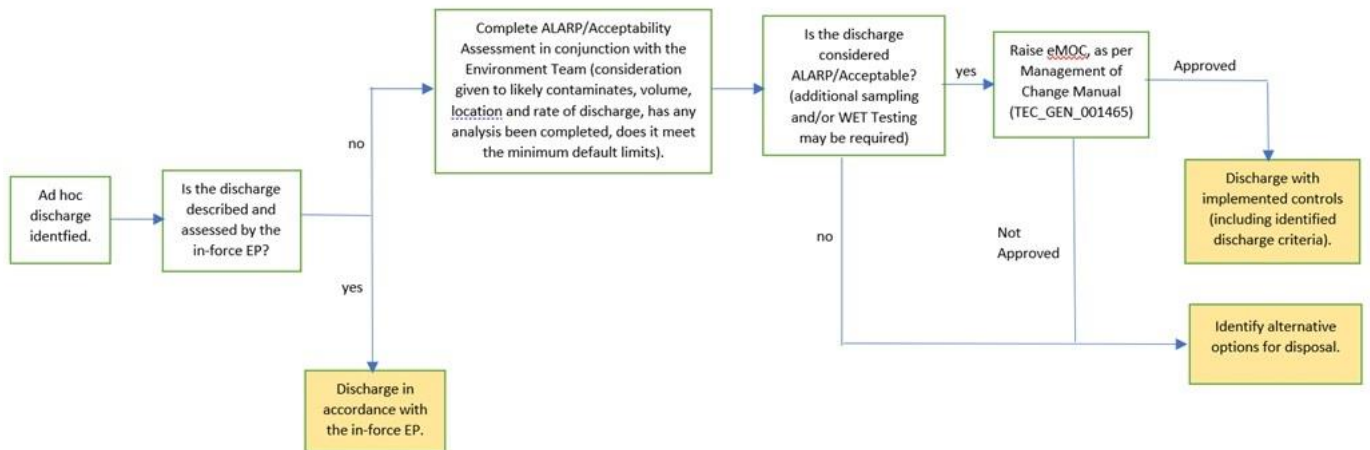 Ad hoc
discharge
identfied.
Is the discharge
described and
assessed by the
in-force EP?
no
yes
Discharge in
accordance with
the in-force EP.
Complete ALARP/Acceptability
Assessment in conjunction with the
Environment Team (consideration
given to likely contaminates, volume,
location and rate of discharge, has any
analysis been completed, does it meet
the minimum default limits).
Is the discharge
considered
ALARP/Acceptable?
(additional sampling
and/or WET Testing
may be required)
yes
no
Raise eMOC, as per
Management of
Change Manual
(TEC_GEN_001465)
Approved
Not
Approved
Discharge with
implemented controls
(including identified
discharge criteria).
Identify alternative
options for disposal.